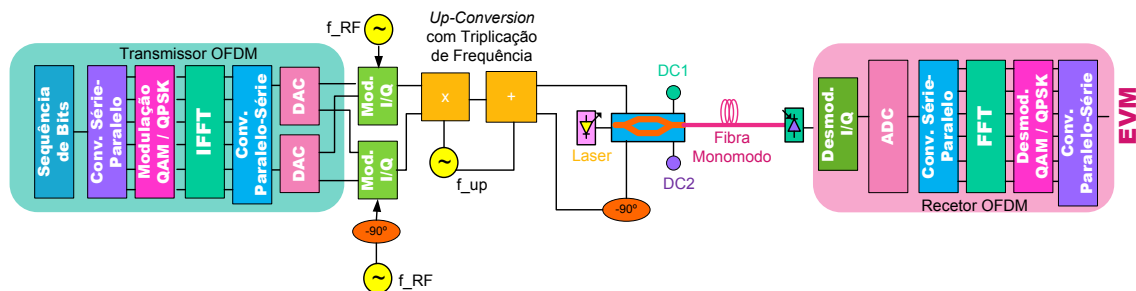 Transmissor OFDM
Sequência
de Bits
Conv. Série-
Paralelo
Modulação
QAM / QPSK
IFFT
Conv.
Paralelo-Série
DAC
DAC
f_RF
~
Mod.
I/Q
Mod.
I/Q
-90º
~
f_RF
Up-Conversion
com Triplicação
de Frequência
x
+
~
f_up
-90º
Laser
DC1
DC2
Fibra
Monomodo
Desmod.
I/Q
ADC
Conv. Série-
Paralelo
FFT
Desmod.
QAM / QPSK
Conv.
Paralelo-Série
Recetor OFDM
EVM